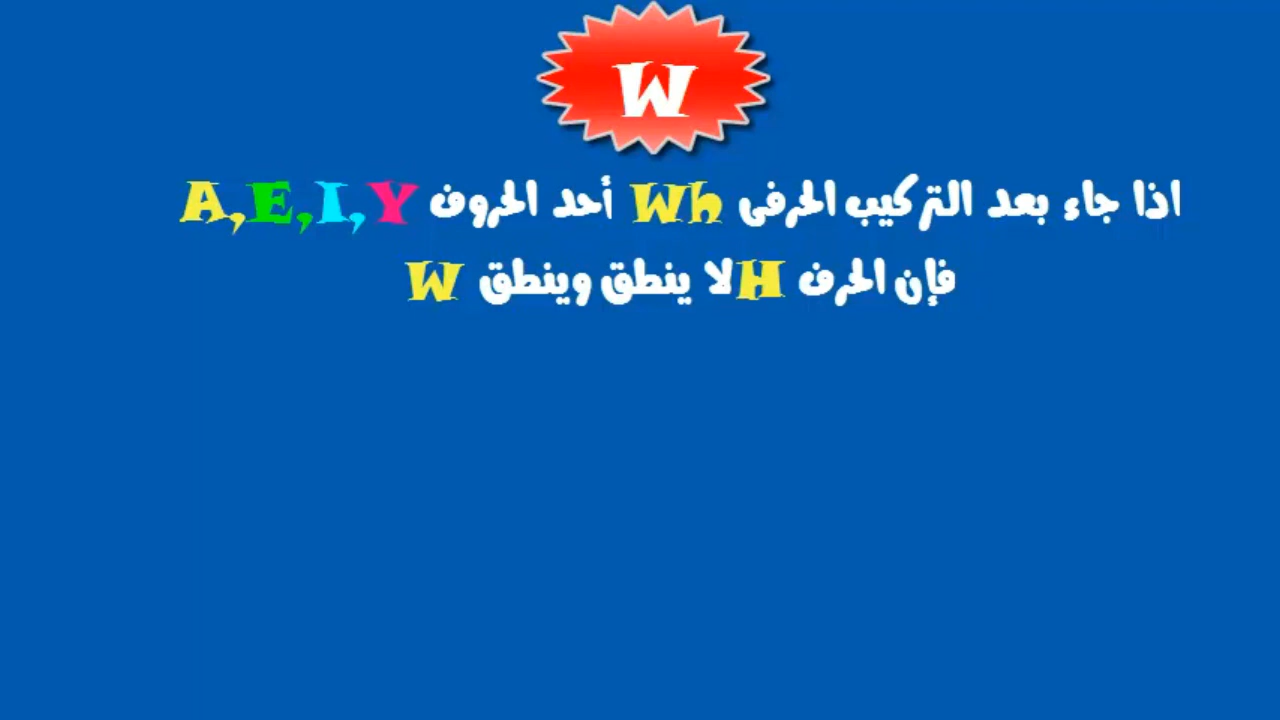 W
اذا جاء بعد التركيب الحرفى Wh أحد الحروف A,E,I,Y
فإن الحرف H لا ينطق وينطق W